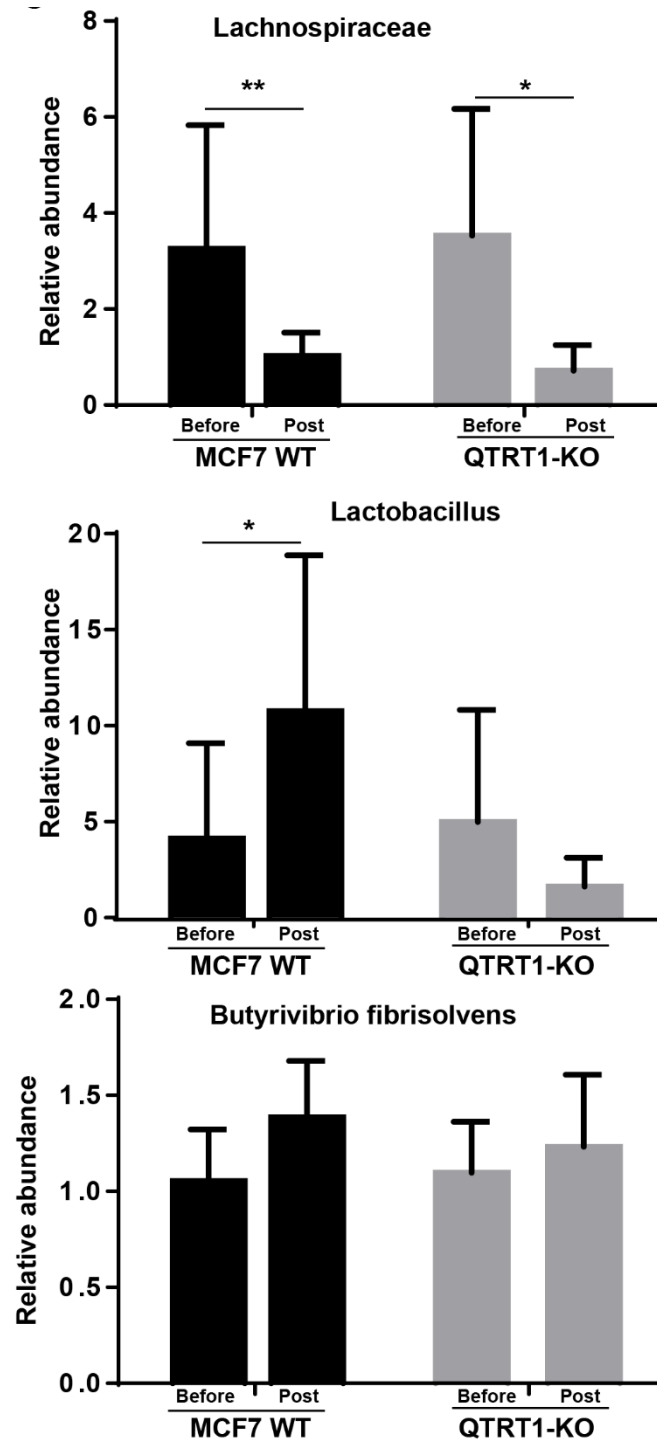 Lachnospiraceae
Relative abundance
8
6
4
2
0
**
*
Before Post Before Post
MCF7 WT QTRT1-KO
Lactobacillus
Relative abundance
20
15
10
5
0
*
Before Post Before Post
MCF7 WT QTRT1-KO
Butyrivibrio fibrisolvens
Relative abundance
2.0
1.5
1.0
0.5
0.0
Before Post Before Post
MCF7 WT QTRT1-KO